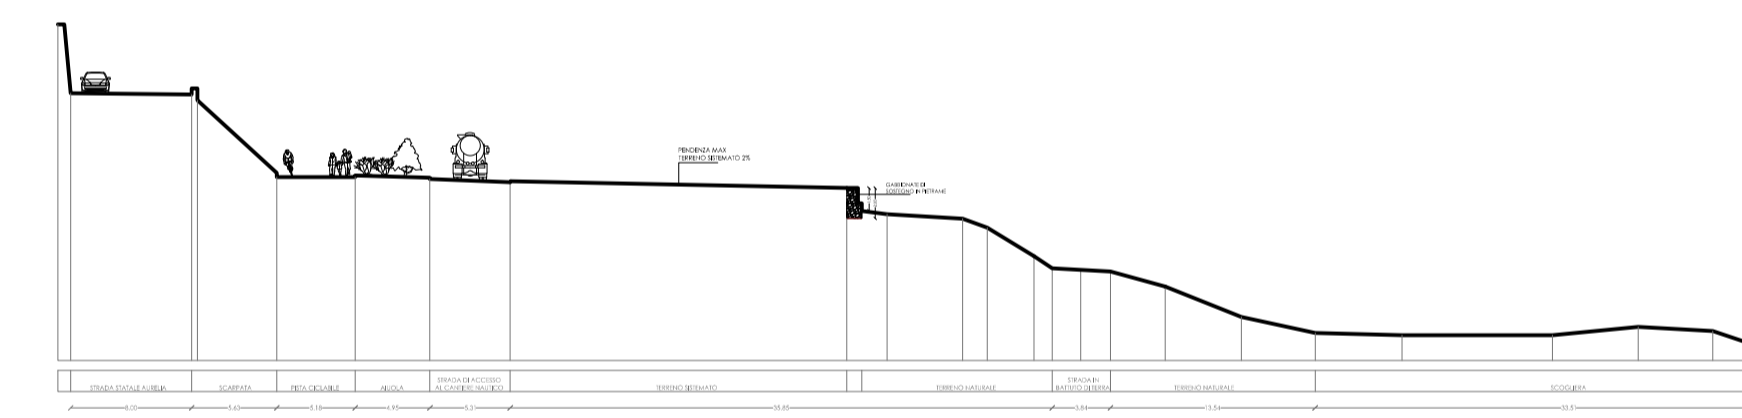 PENDENZA MAX
TERRENO SISTEMATO 2%
GABBIONATE DI
SOSTEGNO IN PIETRAME
STRADA STATALE AURELIA
SCARPATA
PISTA CICLABILE
AIUOLA
STRADA DI ACCESSO
AL CANTIERE NAUTICO
TERRENO SISTEMATO
TERRENO NATURALE
STRADA IN
BATTUTO DI TERRA
TERRENO NATURALE
SCOGLIERA
8.00 5.63 5.18 4.95 5.31 35.85 3.84 13.54 33.51